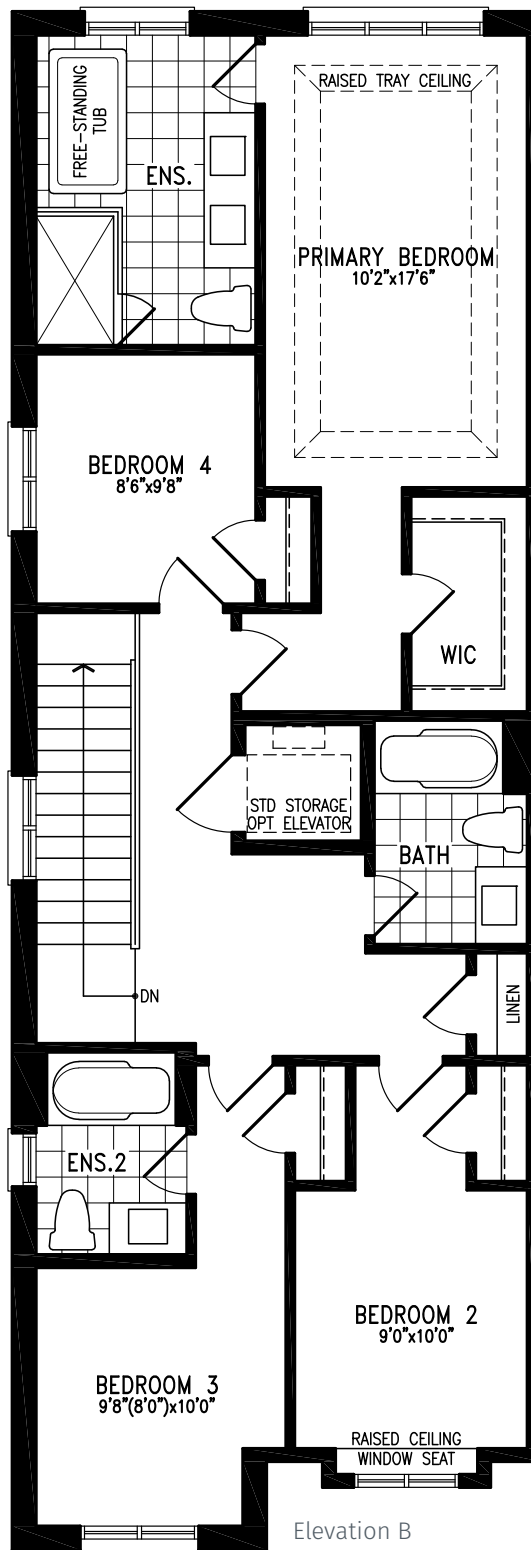 RAISED TRAY CEILING
FREE-STANDING
TUB
ENS.
PRIMARY BEDROOM
10'2"x17'6"
BEDROOM 4
8'6"x9'8"
WIC
STD STORAGE
OPT ELEVATOR
BATH
DN
LINEN
ENS.2
BEDROOM 2
9'0"x10'0"
BEDROOM 3
9'8"(8'0")x10'0"
RAISED CEILING
WINDOW SEAT
Elevation B